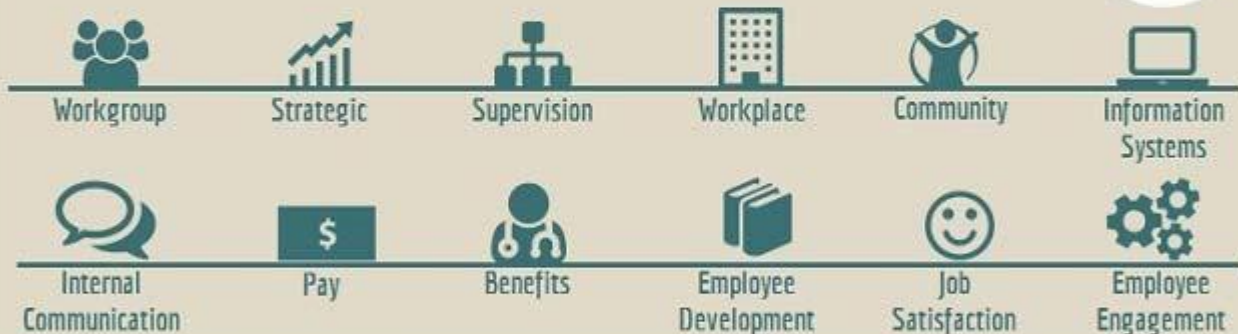 Workgroup
Strategic
Supervision
Workplace
Community
Information
Systems
$
Internal
Communication
Pay
Benefits
Employee
Development
Job
Satisfaction
Employee
Engagement